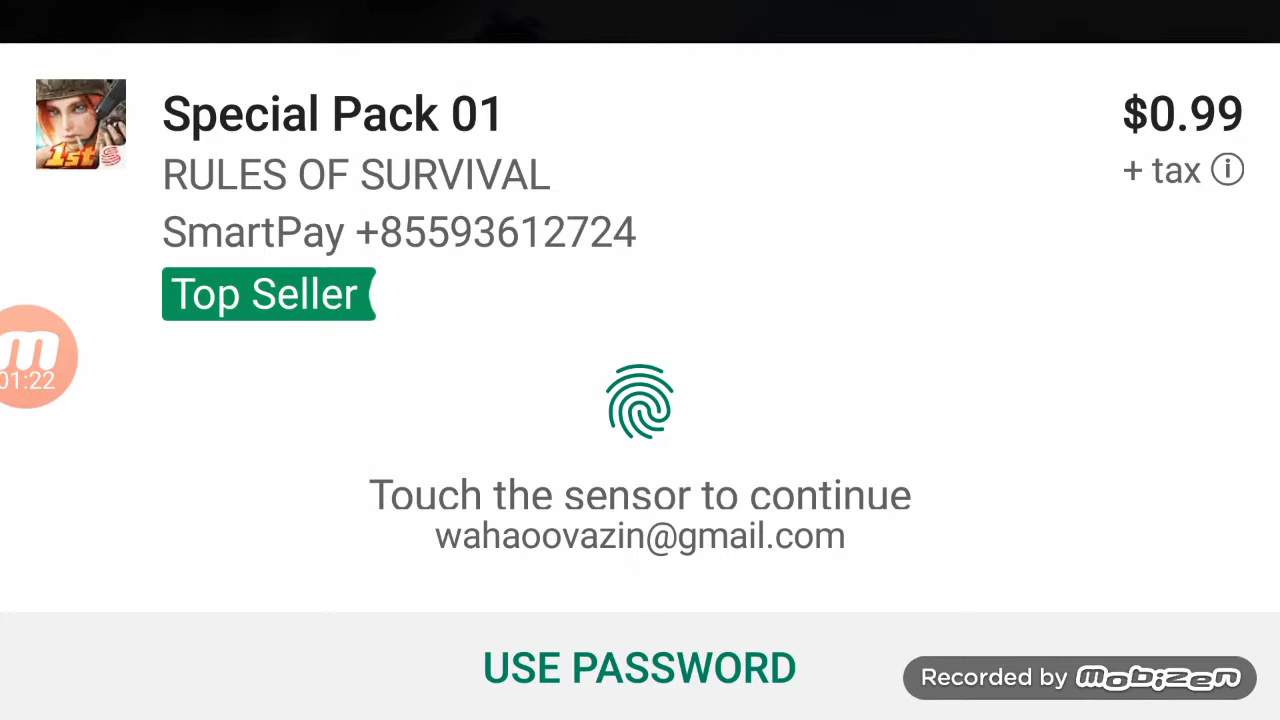 Special Pack 01
$0.99
RULES OF SURVIVAL
+ tax
SmartPay +85593612724
Top Seller
1st
01:22
Touch the sensor to continue
wahaoovazin@gmail.com
USE PASSWORD
Recorded by mobizen